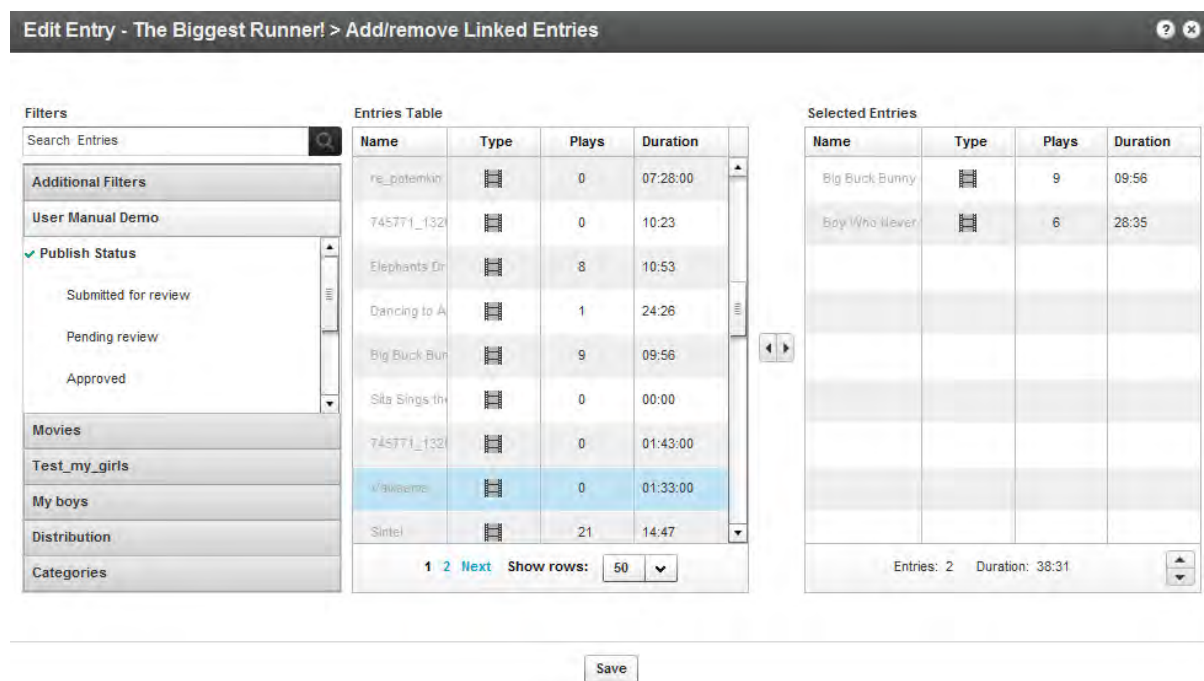 Edit Entry - The Biggest Runner! > Add/remove Linked Entries
Filters
Search Entries
Additional Filters
User Manual Demo
Publish Status
Submitted for review
Pending review
Approved
Movies
Test_my_girls
My boys
Distribution
Categories
Entries Table
Name Type Plays Duration
re_potemkin 0 07:28:00
745771_132 0 10:23
Elephants Dr 8 10:53
Dancing to A 1 24:26
Big Buck Bun 9 09:56
Sita Sings the 0 00:00
745771_132 0 01:43:00
0 01:33:00
Sintel 21 14:47
1 2 Next Show rows: 50
Selected Entries
Name Type Plays Duration
Big Buck Bunny 9 09:56
Boy Who Never 6 28:35
Entries: 2 Duration: 38:31
Save